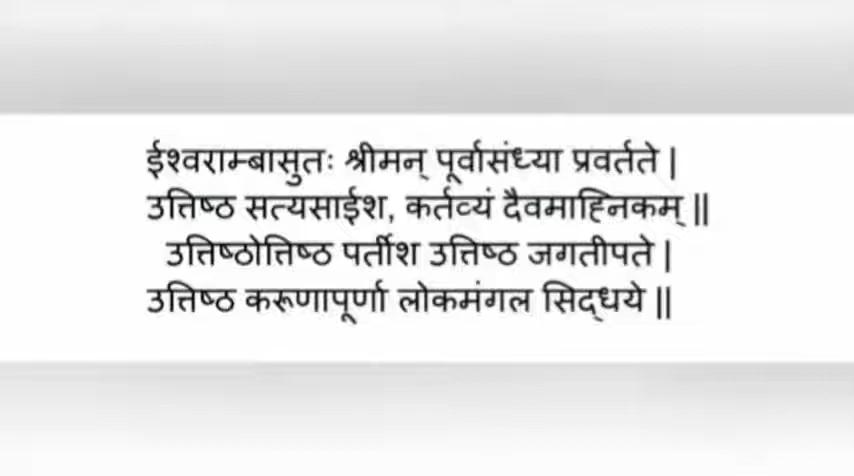 ईश्वराम्बासुतः श्रीमन् पूर्वासंध्या प्रवर्तते |
उत्तिष्ठ सत्यसाईश, कर्तव्यं दैवमाह्निकम् ||
उत्तिष्ठोत्तिष्ठ पर्तीश उत्तिष्ठ जगतीपते |
उत्तिष्ठ करूणापूर्णा लोकमंगल सिद्धये ||